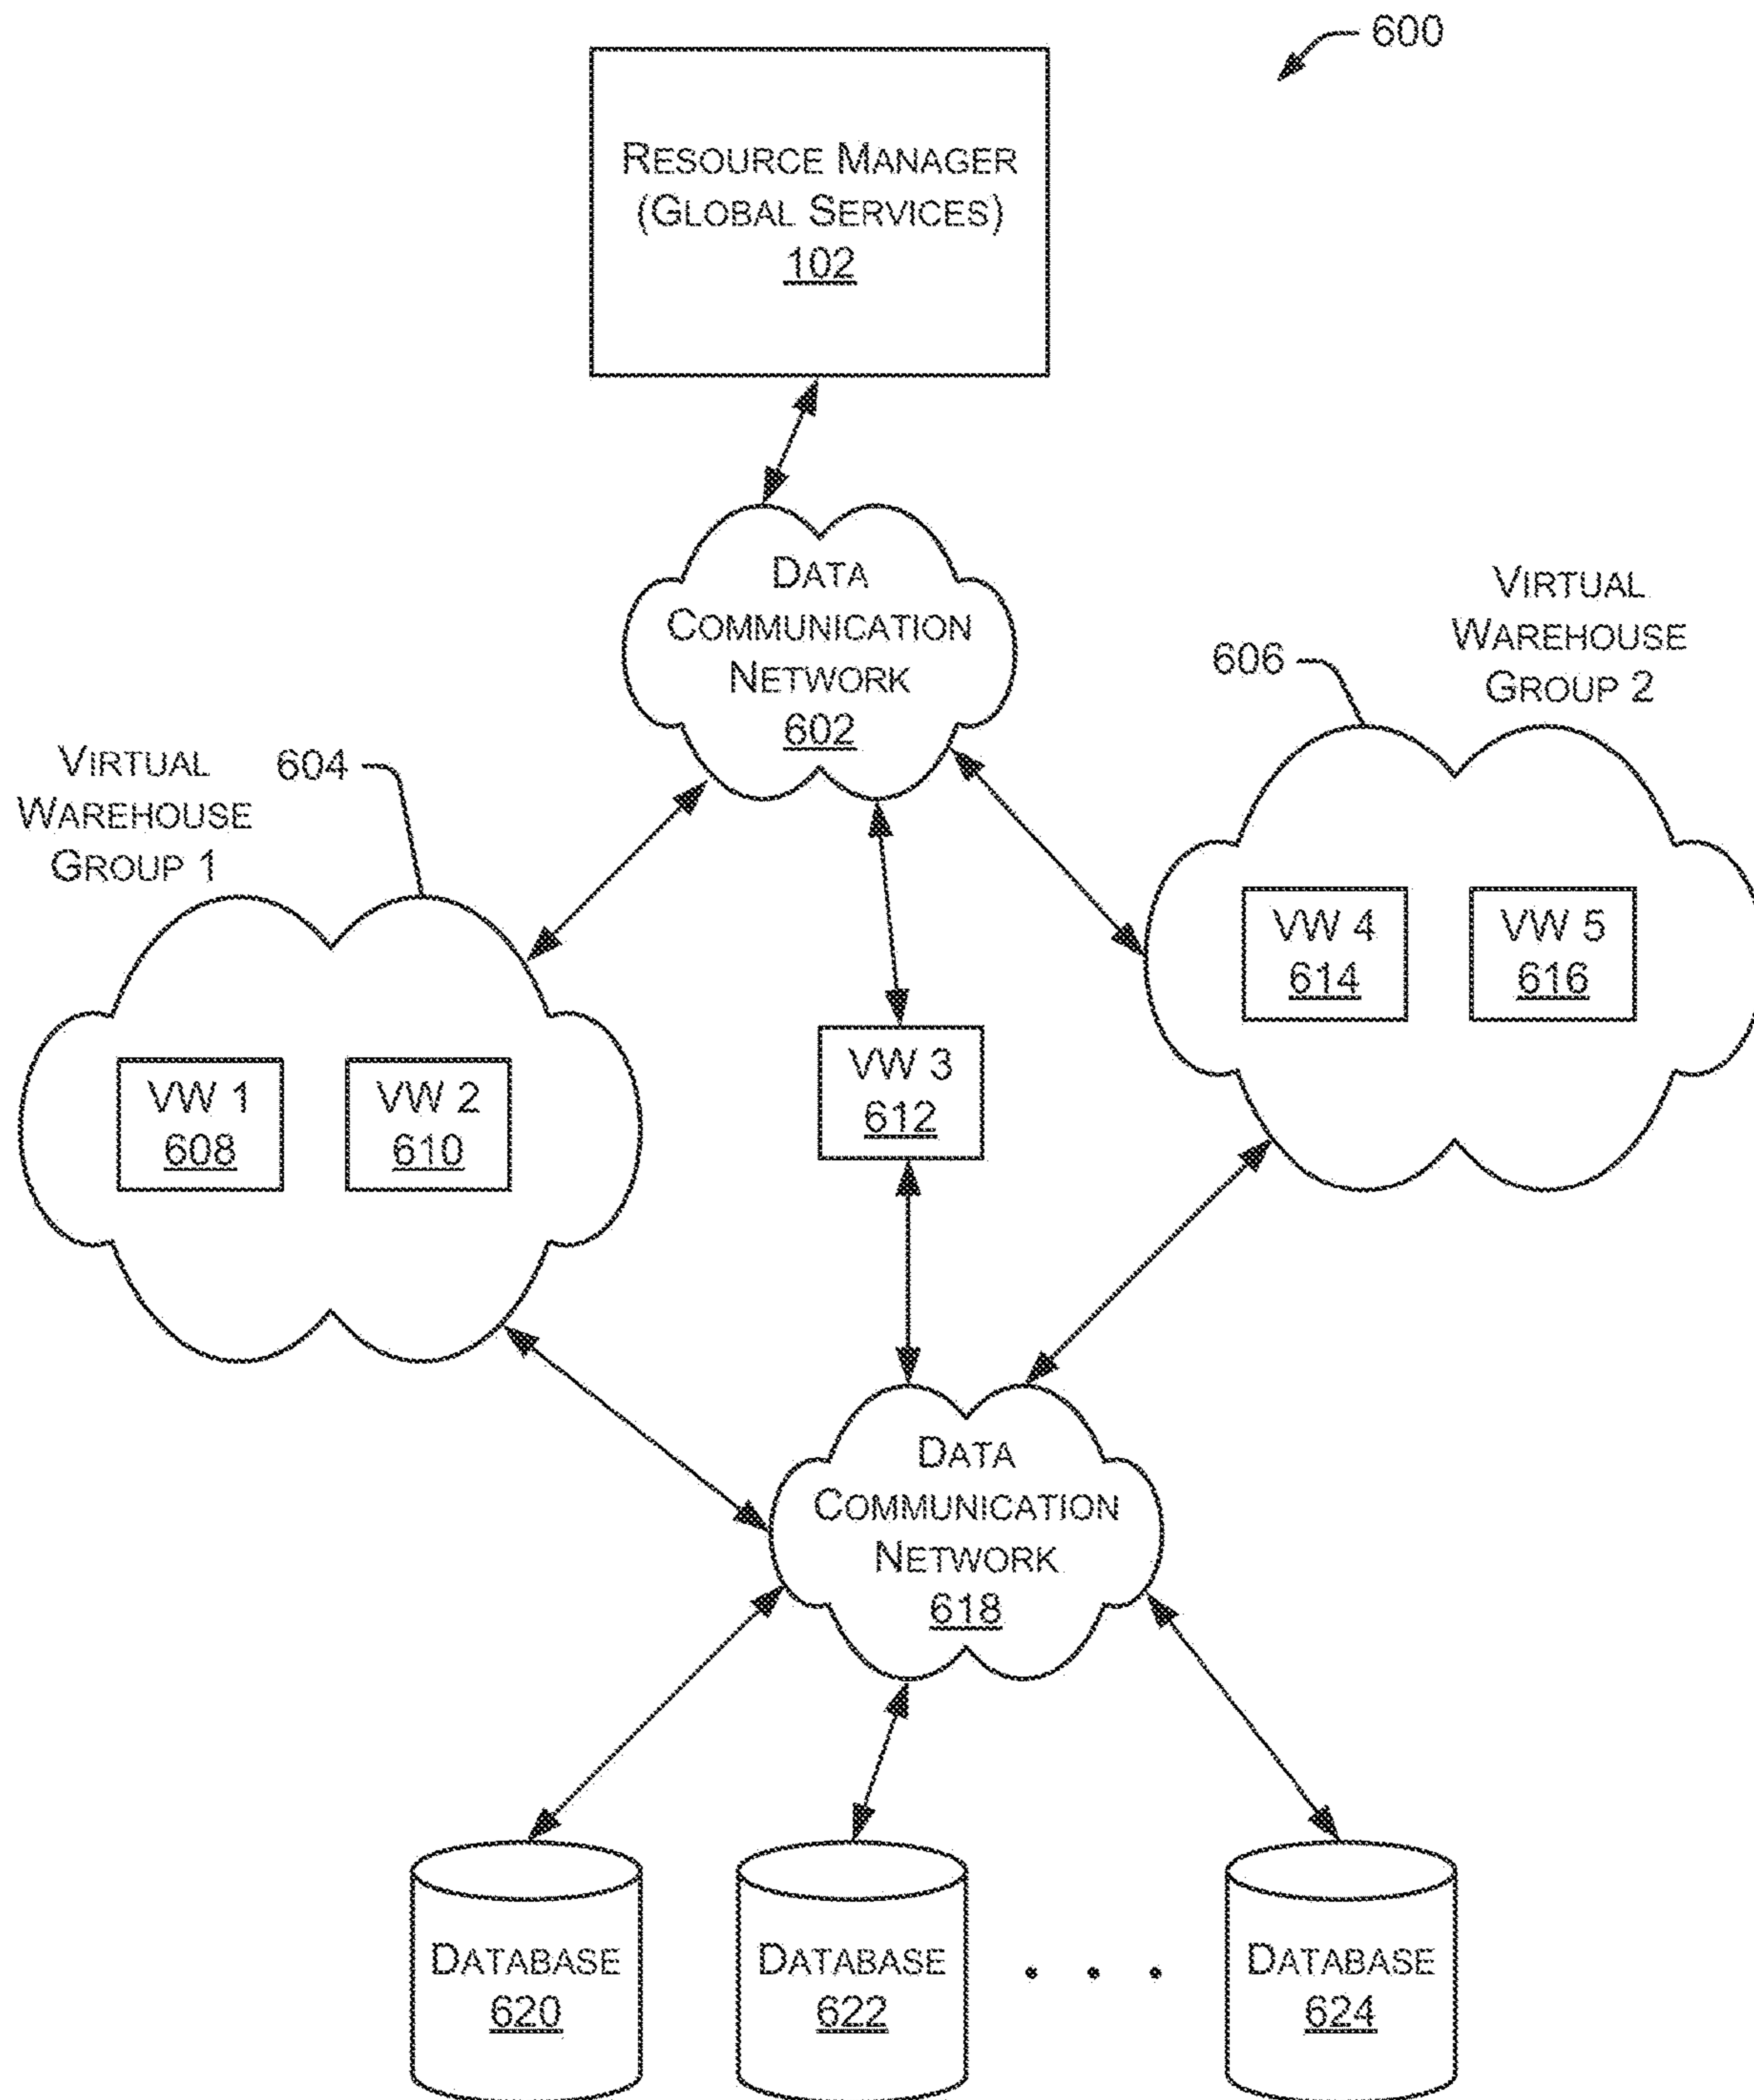 600
RESOURCE MANAGER
(GLOBAL SERVICES)
102
DATA
COMMUNICATION
NETWORK
602
VIRTUAL
WAREHOUSE
GROUP 2
606
VIRTUAL
WAREHOUSE
GROUP 1
604
VW 4
614
VW 5
616
VW 3
612
VW 1
608
VW 2
610
DATA
COMMUNICATION
NETWORK
618
DATABASE
620
DATABASE
622
. . .
DATABASE
624